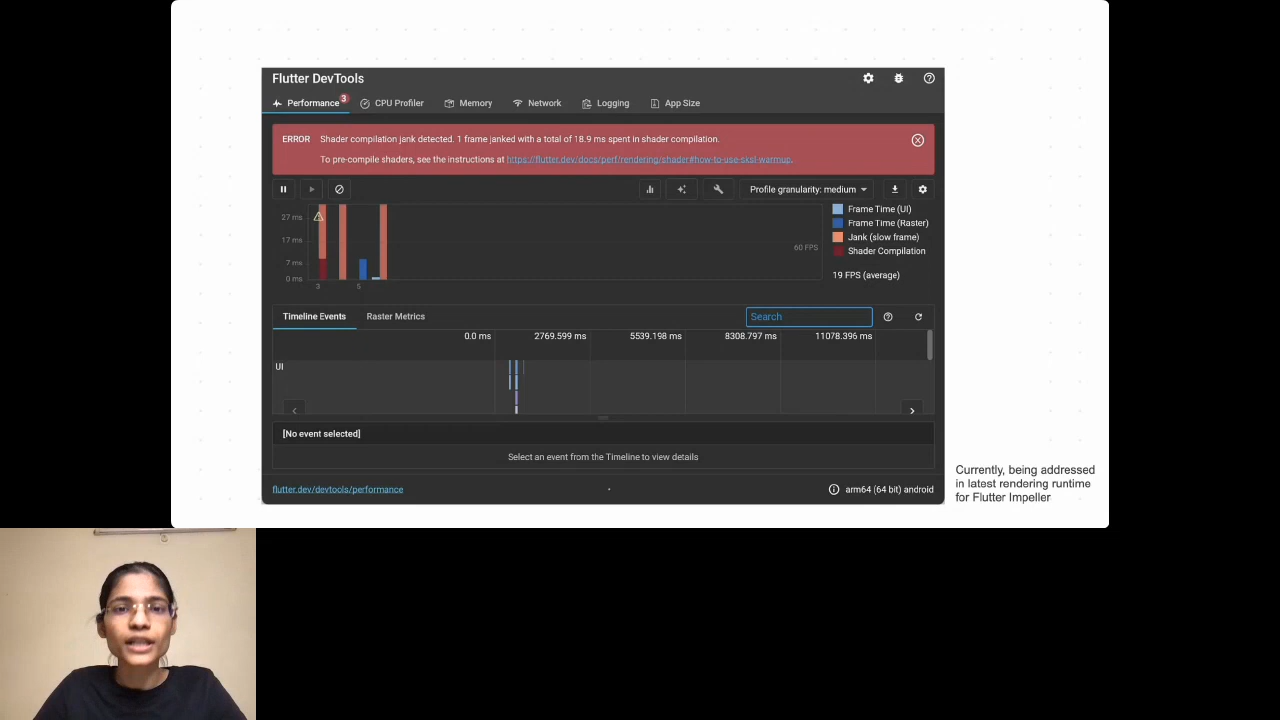 Flutter DevTools
Performance 3 CPU Profiler Memory Network Logging App Size
ERROR Shader compilation jank detected. 1 frame janked with a total of 18.9 ms spent in shader compilation.
To pre-compile shaders, see the instructions at https://flutter.dev/docs/perf/rendering/shader#how-to-use-sksl-warmup.
Profile granularity: medium
27 ms
17 ms
7 ms
0 ms
3 5
60 FPS
Frame Time (UI)
Frame Time (Raster)
Jank (slow frame)
Shader Compilation
19 FPS (average)
Timeline Events Raster Metrics Search
0.0 ms 2769.599 ms 5539.198 ms 8308.797 ms 11078.396 ms
UI
[No event selected]
Select an event from the Timeline to view details
flutter.dev/devtools/performance arm64 (64 bit) android
Currently, being addressed
in latest rendering runtime
for Flutter Impeller